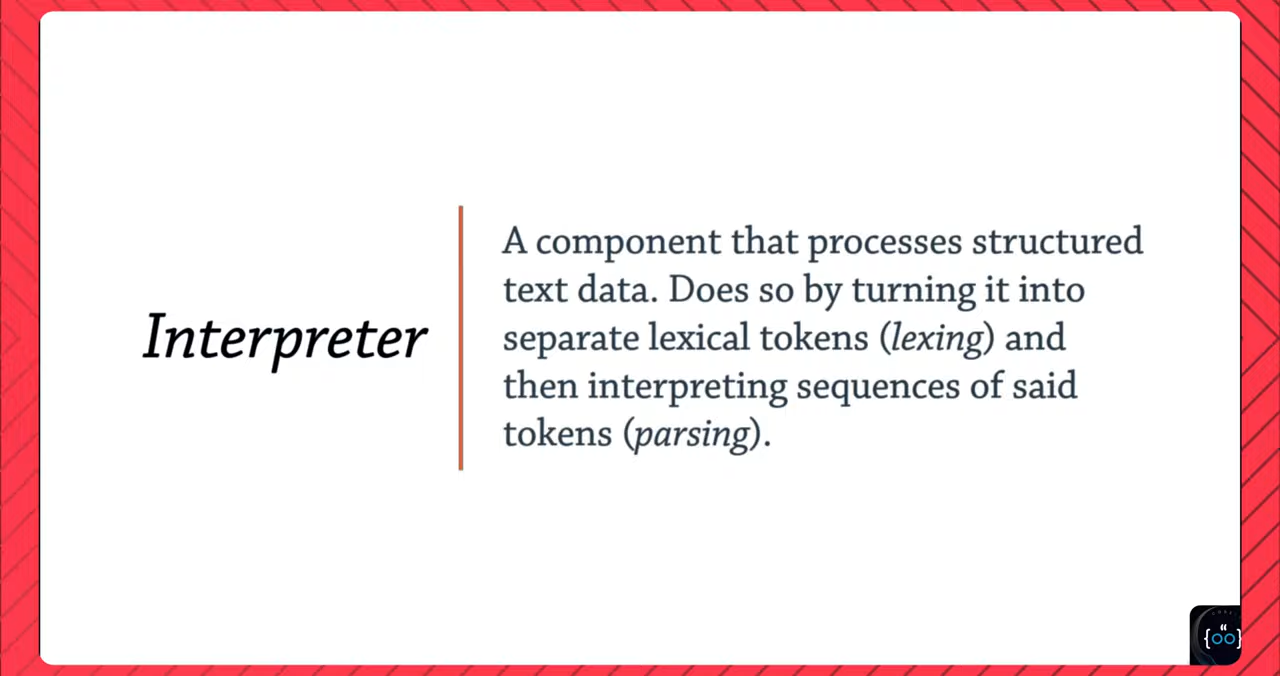 Interpreter
A component that processes structured
text data. Does so by turning it into
separate lexical tokens (lexing) and
then interpreting sequences of said
tokens (parsing).